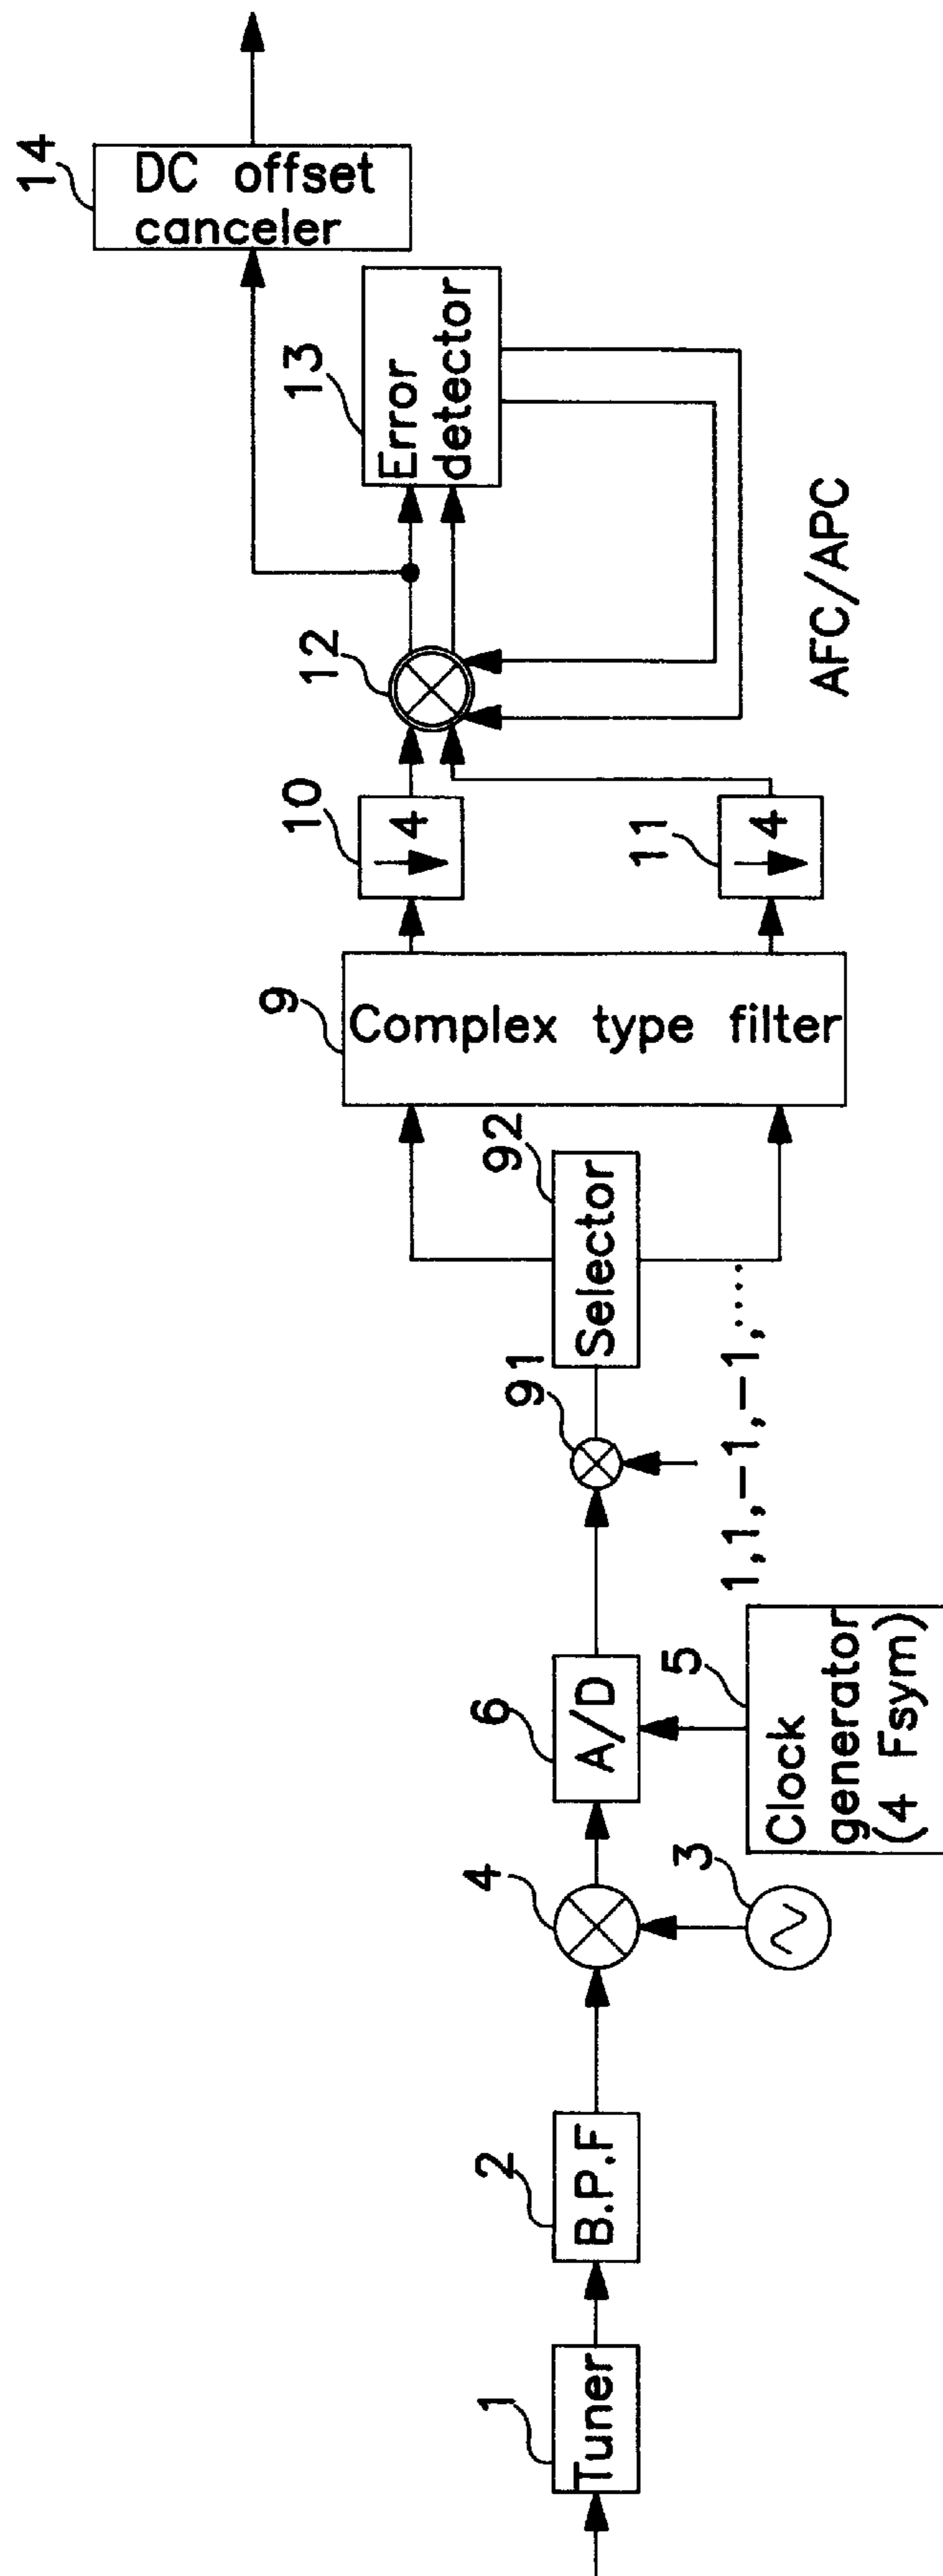 1
Tuner
2
B.P.F
4
3
6
A/D
5
Clock
generator
(4 Fsym)
91
1,1,-1,-1,....
92
Selector
9
Complex type filter
10
4
11
4
12
13
Error
detector
AFC/APC
14
DC offset
canceler